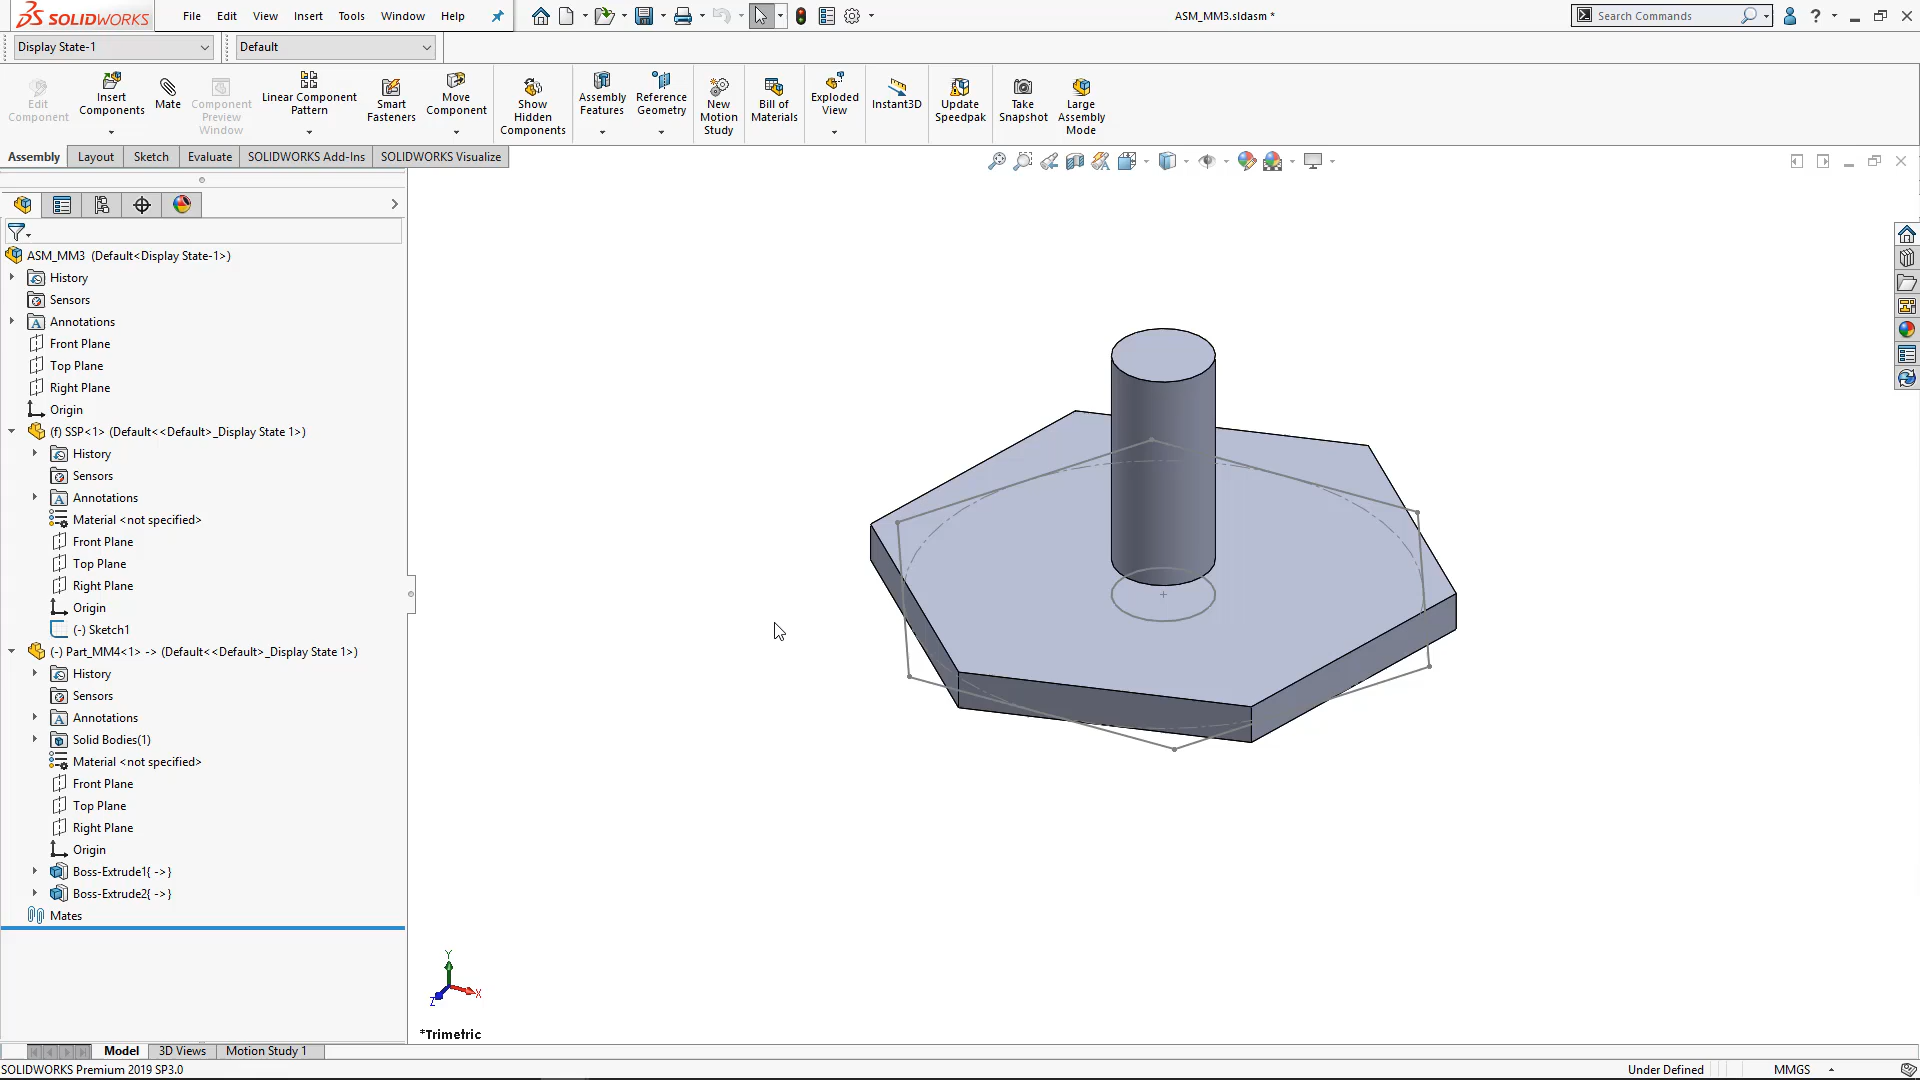 SOLIDWORKS File Edit View Insert Tools Window Help ASM_MM3.sldasm * Search Commands ?
Display State-1 Default
Edit Component
Insert Components
Mate
Component Preview Window
Linear Component Pattern
Smart Fasteners
Move Component
Show Hidden Components
Assembly Features
Reference Geometry
New Motion Study
Bill of Materials
Exploded View
Instant3D
Update Speedpak
Take Snapshot
Large Assembly Mode
Assembly Layout Sketch Evaluate SOLIDWORKS Add-Ins SOLIDWORKS Visualize
ASM_MM3 (Default<Display State-1>)
History
Sensors
Annotations
Front Plane
Top Plane
Right Plane
Origin
(f) SSP<1> (Default<<Default>_Display State 1>)
History
Sensors
Annotations
Material <not specified>
Front Plane
Top Plane
Right Plane
Origin
(-) Sketch1
(-) Part_MM4<1> -> (Default<<Default>_Display State 1>)
History
Sensors
Annotations
Solid Bodies(1)
Material <not specified>
Front Plane
Top Plane
Right Plane
Origin
Boss-Extrude1{ ->}
Boss-Extrude2{ ->}
Mates
Y
X
Z
*Trimetric
Model 3D Views Motion Study 1
SOLIDWORKS Premium 2019 SP3.0 Under Defined MMGS